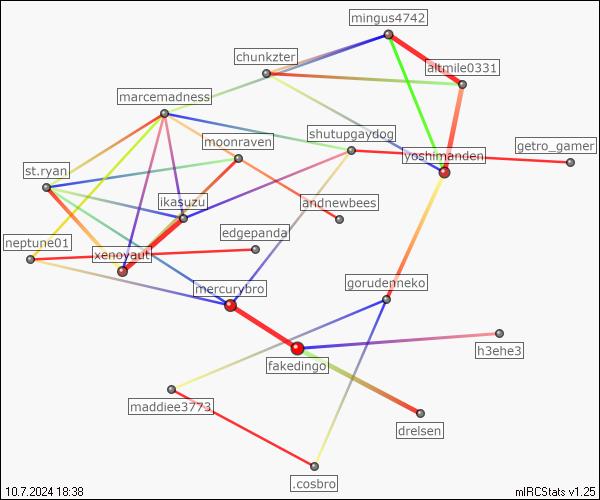 mingus4742
chunkzter
altmile0331
marcemadness
shutupgaydog
moonraven
getro_gamer
yoshimanden
st.ryan
ikasuzu
andnewbees
edgepanda
neptune01
xenoyaut
mercurybro
gorudenneko
h3ehe3
fakedingo
maddiee3773
drelsen
.cosbro
10.7.2024 18:38
mIRCStats v1.25